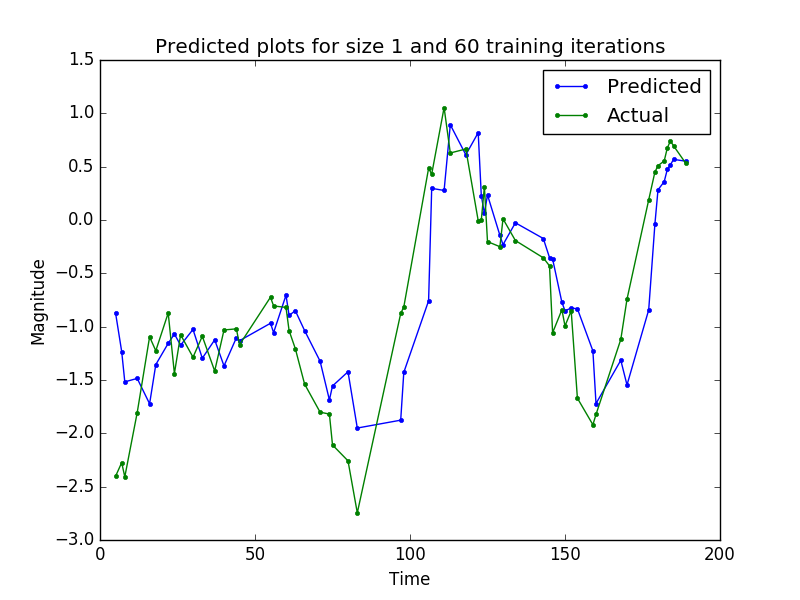 Predicted plots for size 1 and 60 training iterations
1.5
1.0
0.5
0.0
−0.5
−1.0
−1.5
−2.0
−2.5
−3.0
Magnitude
Predicted
Actual
0 50 100 150 200
Time